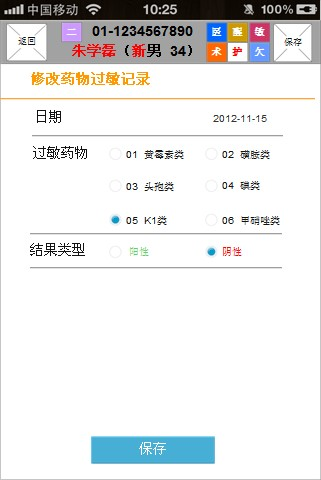 中国移动 10:25 100%
返回 二 01-1234567890 医 敏 保存
朱学磊（新男 34） 术 护 欠
修改药物过敏记录
日期 2012-11-15
过敏药物 01 黄霉素类 02 磺胺类
03 头孢类 04 碘类
05 K1类 06 甲硝唑类
结果类型 阳性 阴性
保存